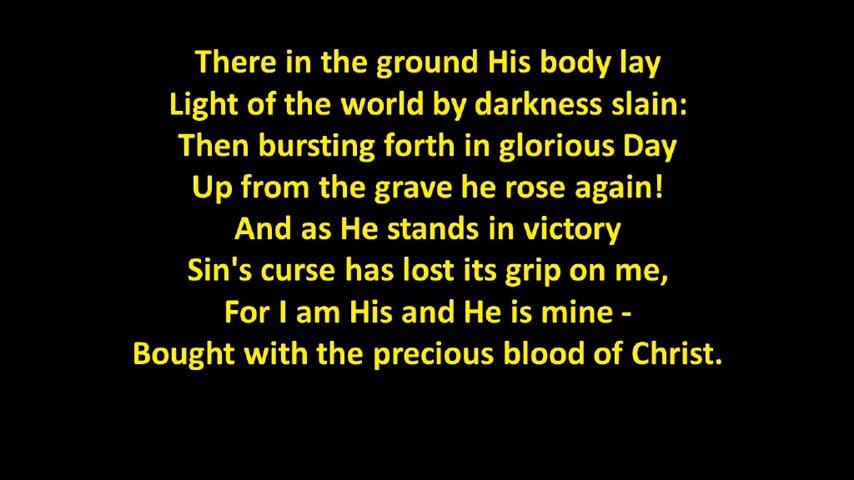 There in the ground His body lay
Light of the world by darkness slain:
Then bursting forth in glorious Day
Up from the grave he rose again!
And as He stands in victory
Sin's curse has lost its grip on me,
For I am His and He is mine -
Bought with the precious blood of Christ.